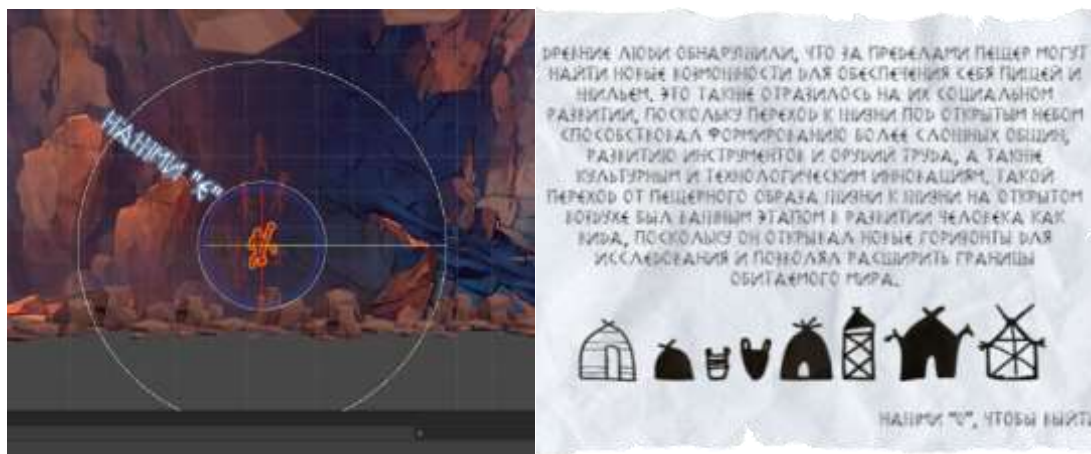 НАЖМИ "E"
ДРЕВНИЕ ЛЮДИ ОБНАРУЖИЛИ, ЧТО ЗА ПРЕДЕЛАМИ ПЕЩЕР МОГУТ
НАЙТИ НОВЫЕ ВОЗМОЖНОСТИ ДЛЯ ОБЕСПЕЧЕНИЯ СЕБЯ ПИЩЕЙ И
ЖИЛЬЕМ. ЭТО ТАКЖЕ ОТРАЗИЛОСЬ НА ИХ СОЦИАЛЬНОМ
РАЗВИТИИ, ПОСКОЛЬКУ ПЕРЕХОД К ЖИЗНИ ПОД ОТКРЫТЫМ НЕБОМ
СПОСОБСТВОВАЛ ФОРМИРОВАНИЮ БОЛЕЕ СЛОЖНЫХ ОБЩИН,
РАЗВИТИЮ ИНСТРУМЕНТОВ И ОРУДИЙ ТРУДА, А ТАКЖЕ
КУЛЬТУРНЫМ И ТЕХНОЛОГИЧЕСКИМ ИННОВАЦИЯМ. ТАКОЙ
ПЕРЕХОД ОТ ПЕЩЕРНОГО ОБРАЗА ЖИЗНИ К ЖИЗНИ НА ОТКРЫТОМ
ВОЗДУХЕ БЫЛ ВАЖНЫМ ЭТАПОМ В РАЗВИТИИ ЧЕЛОВЕКА КАК
ВИДА, ПОСКОЛЬКУ ОН ОТКРЫВАЛ НОВЫЕ ГОРИЗОНТЫ ДЛЯ
ИССЛЕДОВАНИЯ И ПОЗВОЛЯЛ РАСШИРИТЬ ГРАНИЦЫ
ОБИТАЕМОГО МИРА.
НАЖМИ ЧТОБЫ ВЫЙТИ